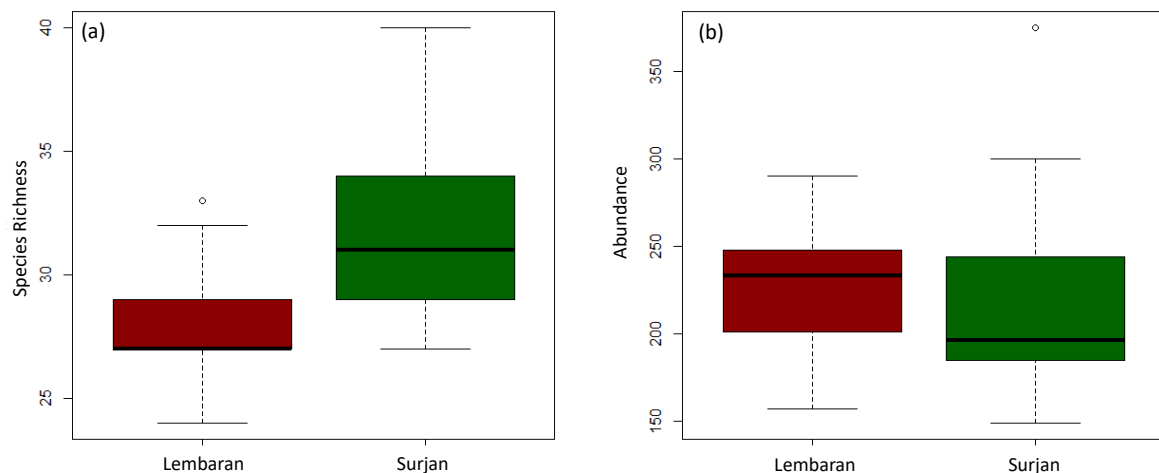 (a)
Species Richness
40
35
30
25
Lembaran
Surjan
(b)
Abundance
350
300
250
200
150
Lembaran
Surjan